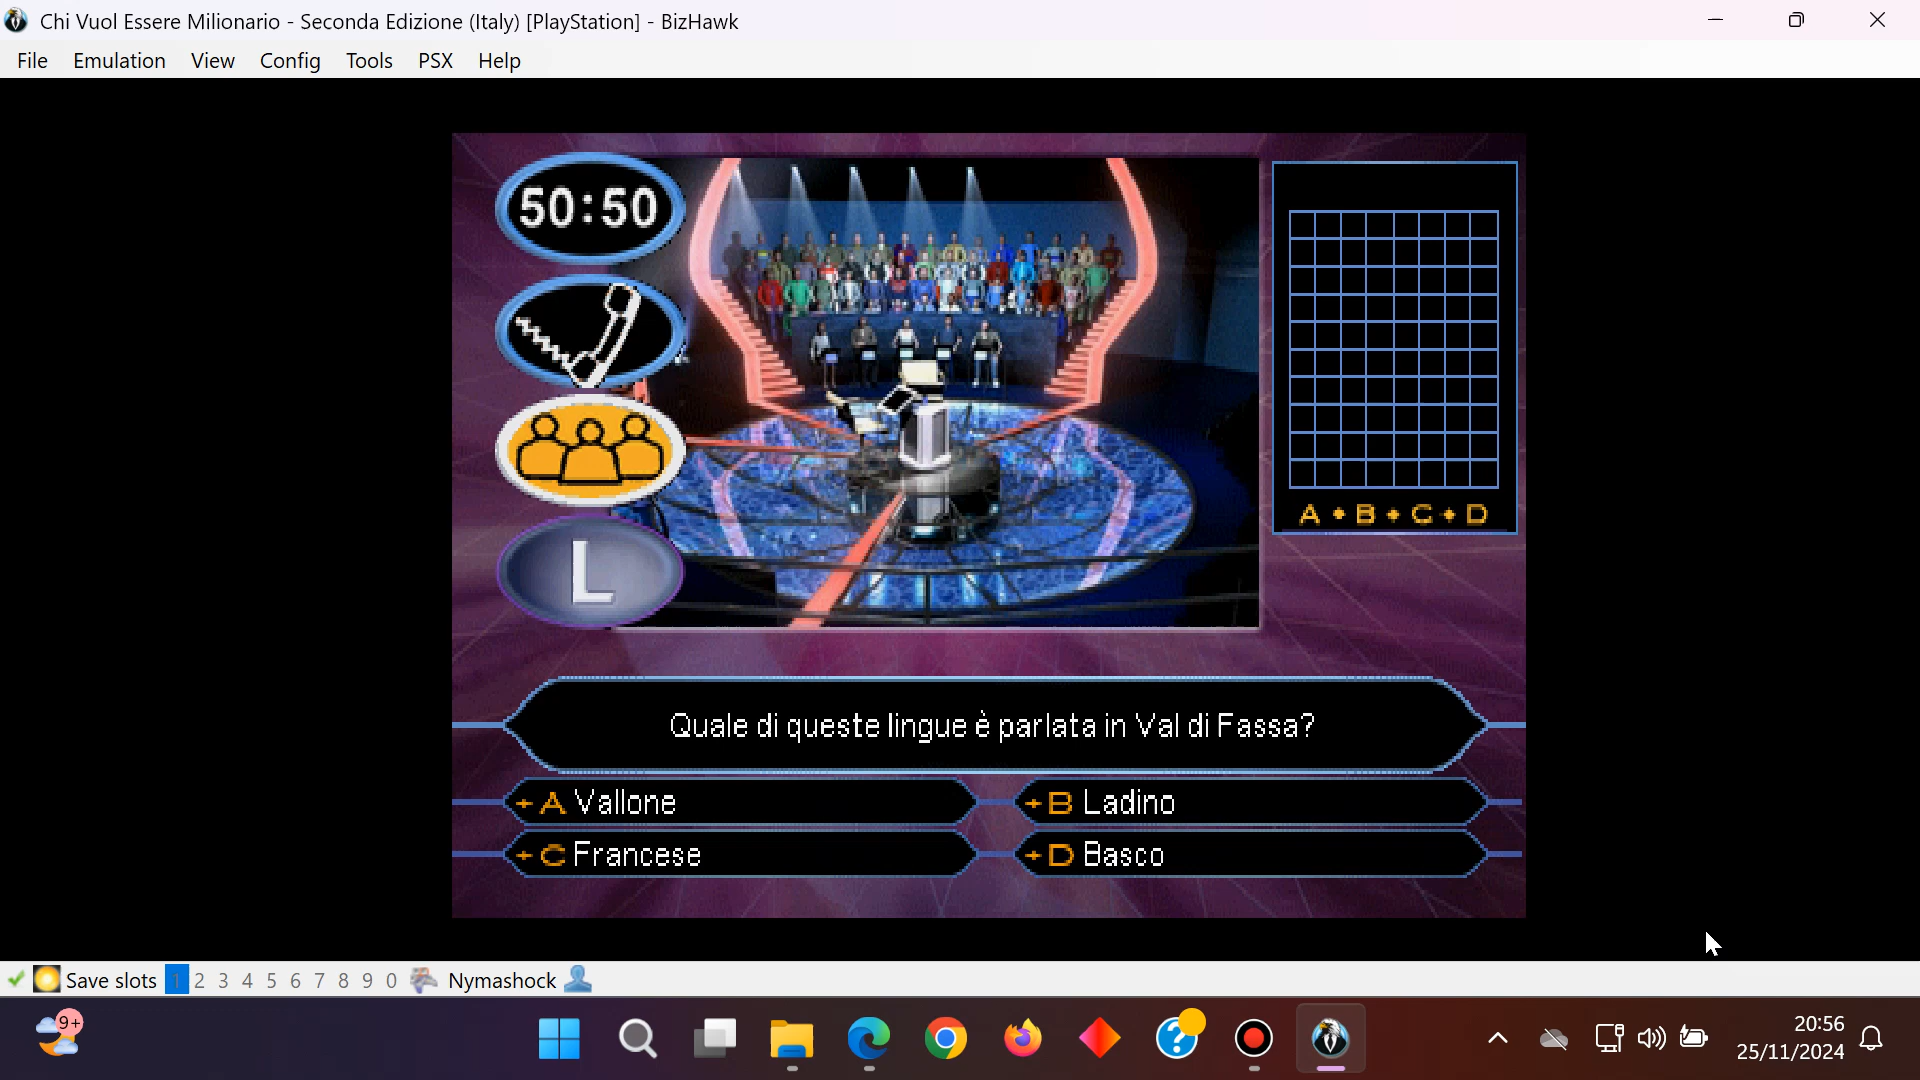 Chi Vuol Essere Milionario - Seconda Edizione (Italy) [PlayStation] - BizHawk
File Emulation View Config Tools PSX Help
50:50
L
A + B + C + D
Quale di queste lingue è parlata in Val di Fassa?
A Vallone
B Ladino
C Francese
D Basco
Save slots 1 2 3 4 5 6 7 8 9 0 Nymashock
9+
20:56
25/11/2024